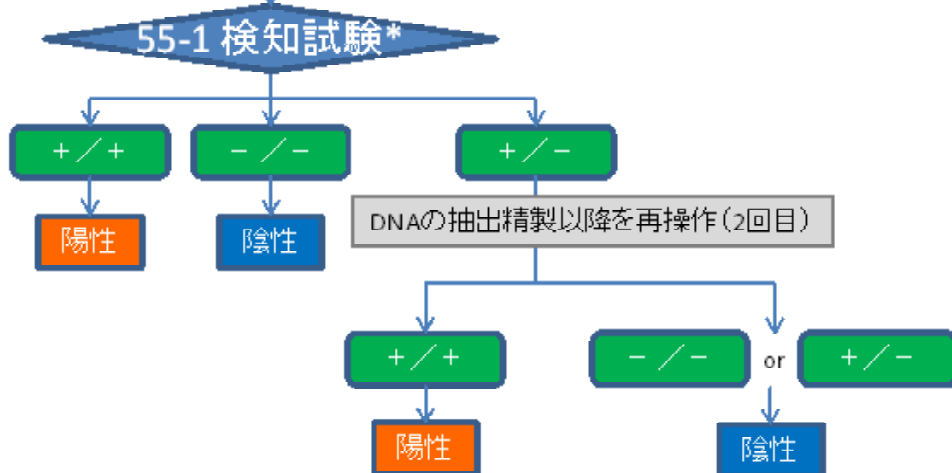 55-1 検知試験*
+／+
－／－
+／－
陽性
陰性
DNAの抽出精製以降を再操作（2回目）
+／+
－／－ or +／－
陽性
陰性